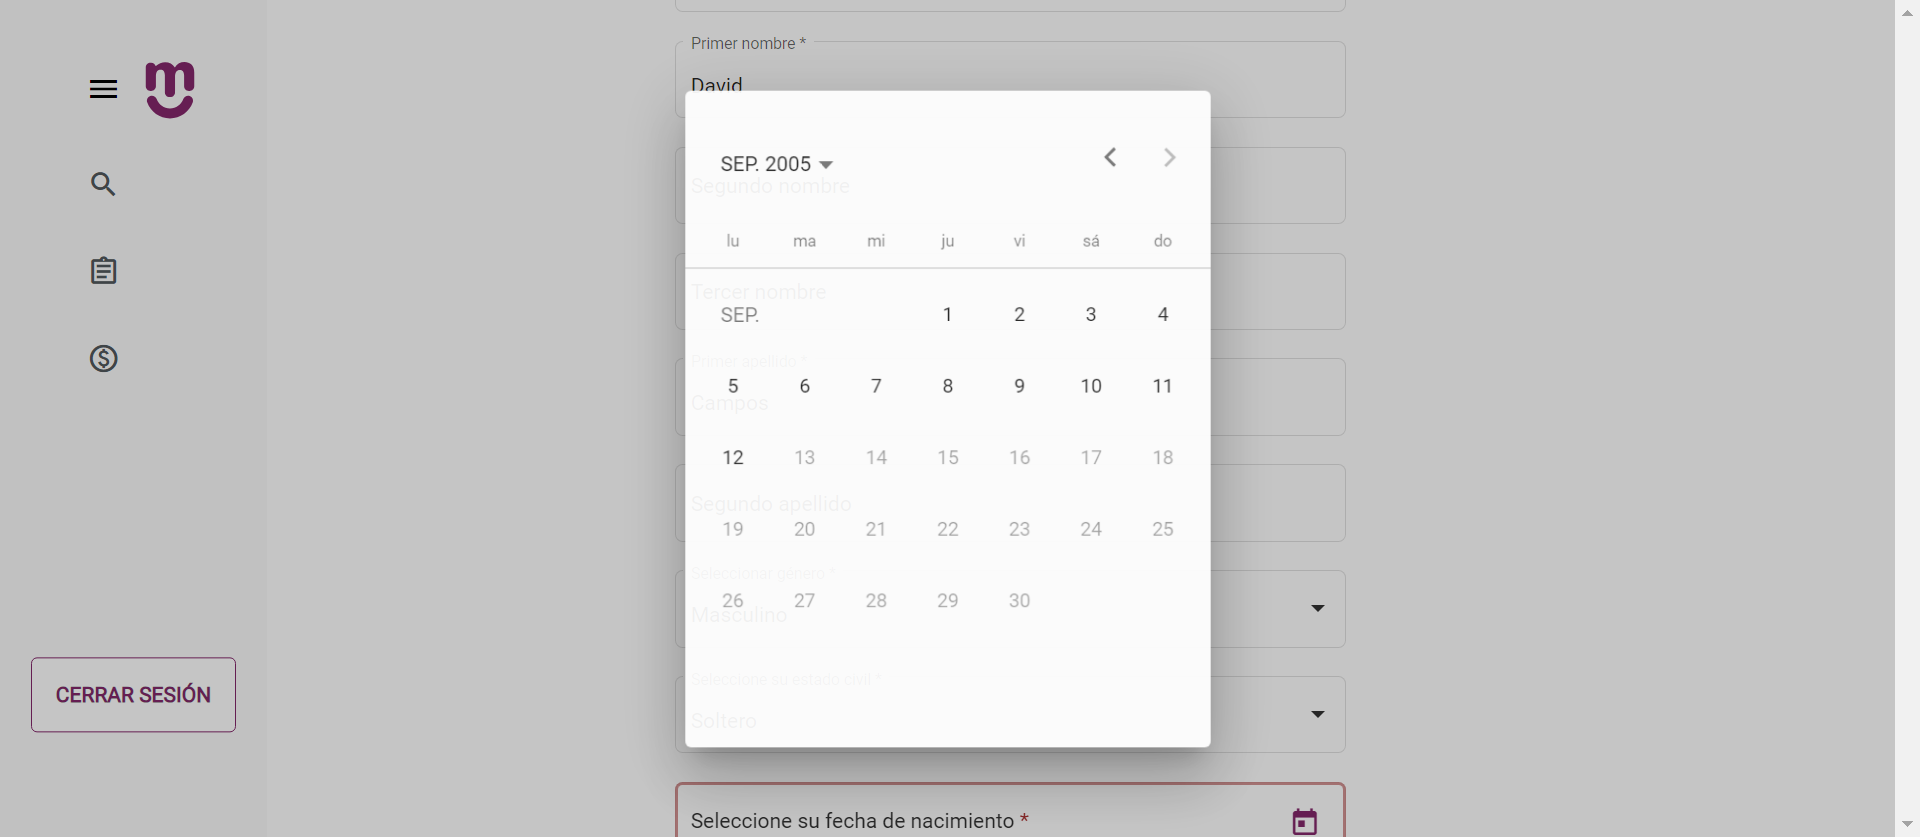 Primer nombre *
David
SEP. 2005
Segundo nombre
lu ma mi ju vi sá do
Tercer nombre
SEP. 1 2 3 4
Primer apellido *
5 6 7 8 9 10 11
Campos
12 13 14 15 16 17 18
Segundo apellido
19 20 21 22 23 24 25
Seleccionar género *
26 27 28 29 30
Masculino
Seleccione su estado civil *
Soltero
CERRAR SESIÓN
Seleccione su fecha de nacimiento *